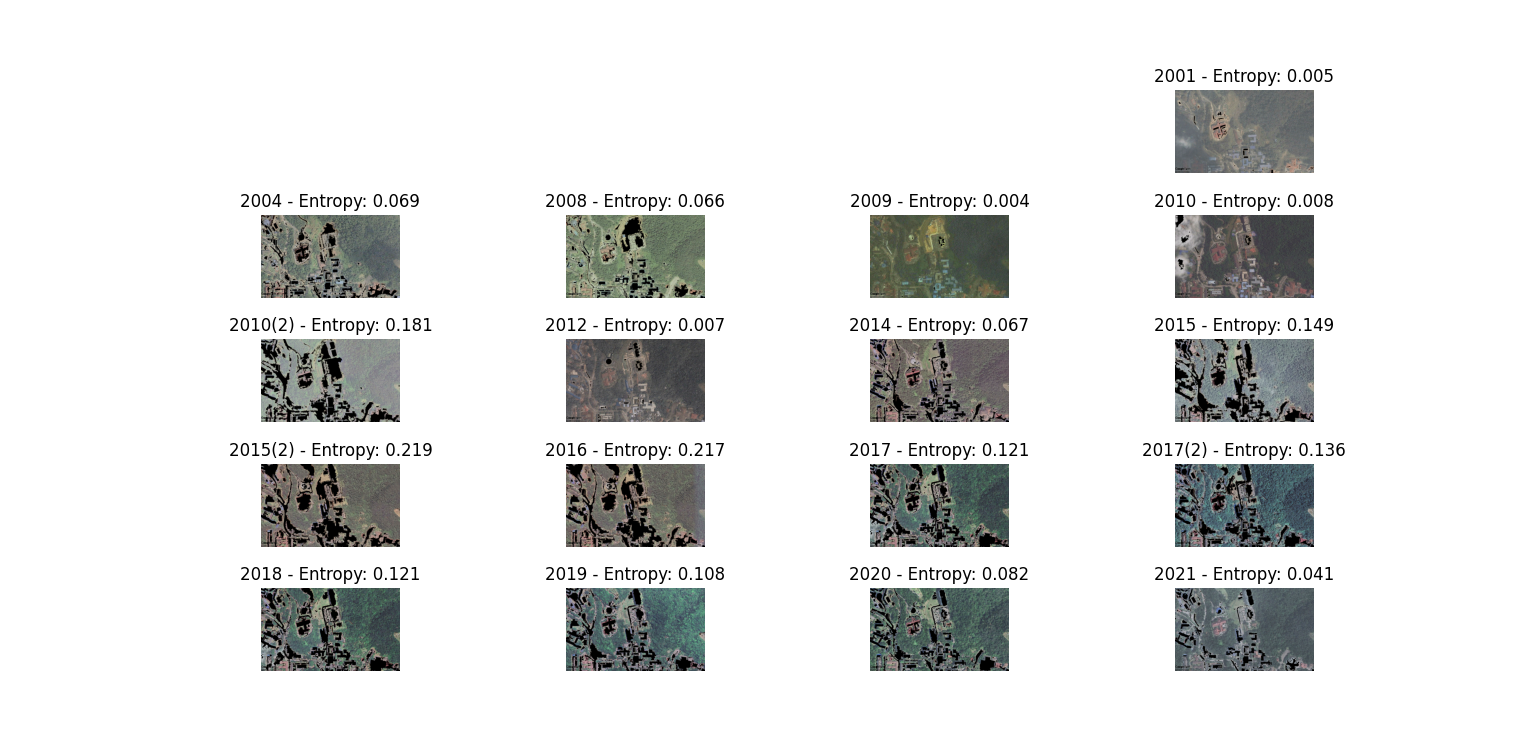 2001 - Entropy: 0.005
2004 - Entropy: 0.069
2008 - Entropy: 0.066
2009 - Entropy: 0.004
2010 - Entropy: 0.008
2010(2) - Entropy: 0.181
2012 - Entropy: 0.007
2014 - Entropy: 0.067
2015 - Entropy: 0.149
2015(2) - Entropy: 0.219
2016 - Entropy: 0.217
2017 - Entropy: 0.121
2017(2) - Entropy: 0.136
2018 - Entropy: 0.121
2019 - Entropy: 0.108
2020 - Entropy: 0.082
2021 - Entropy: 0.041